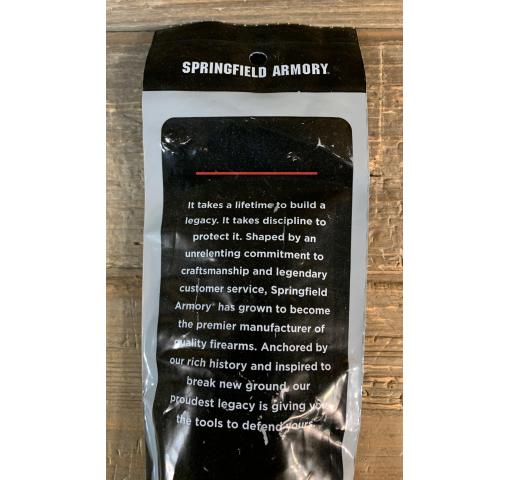 SPRINGFIELD ARMORY
It takes a lifetime to build a
legacy. It takes discipline to
protect it. Shaped by an
unrelenting commitment to
craftsmanship and legendary
customer service, Springfield
Armory® has grown to become
the premier manufacturer of
quality firearms. Anchored by
our rich history and inspired to
break new ground, our
proudest legacy is giving you
the tools to defend yours.